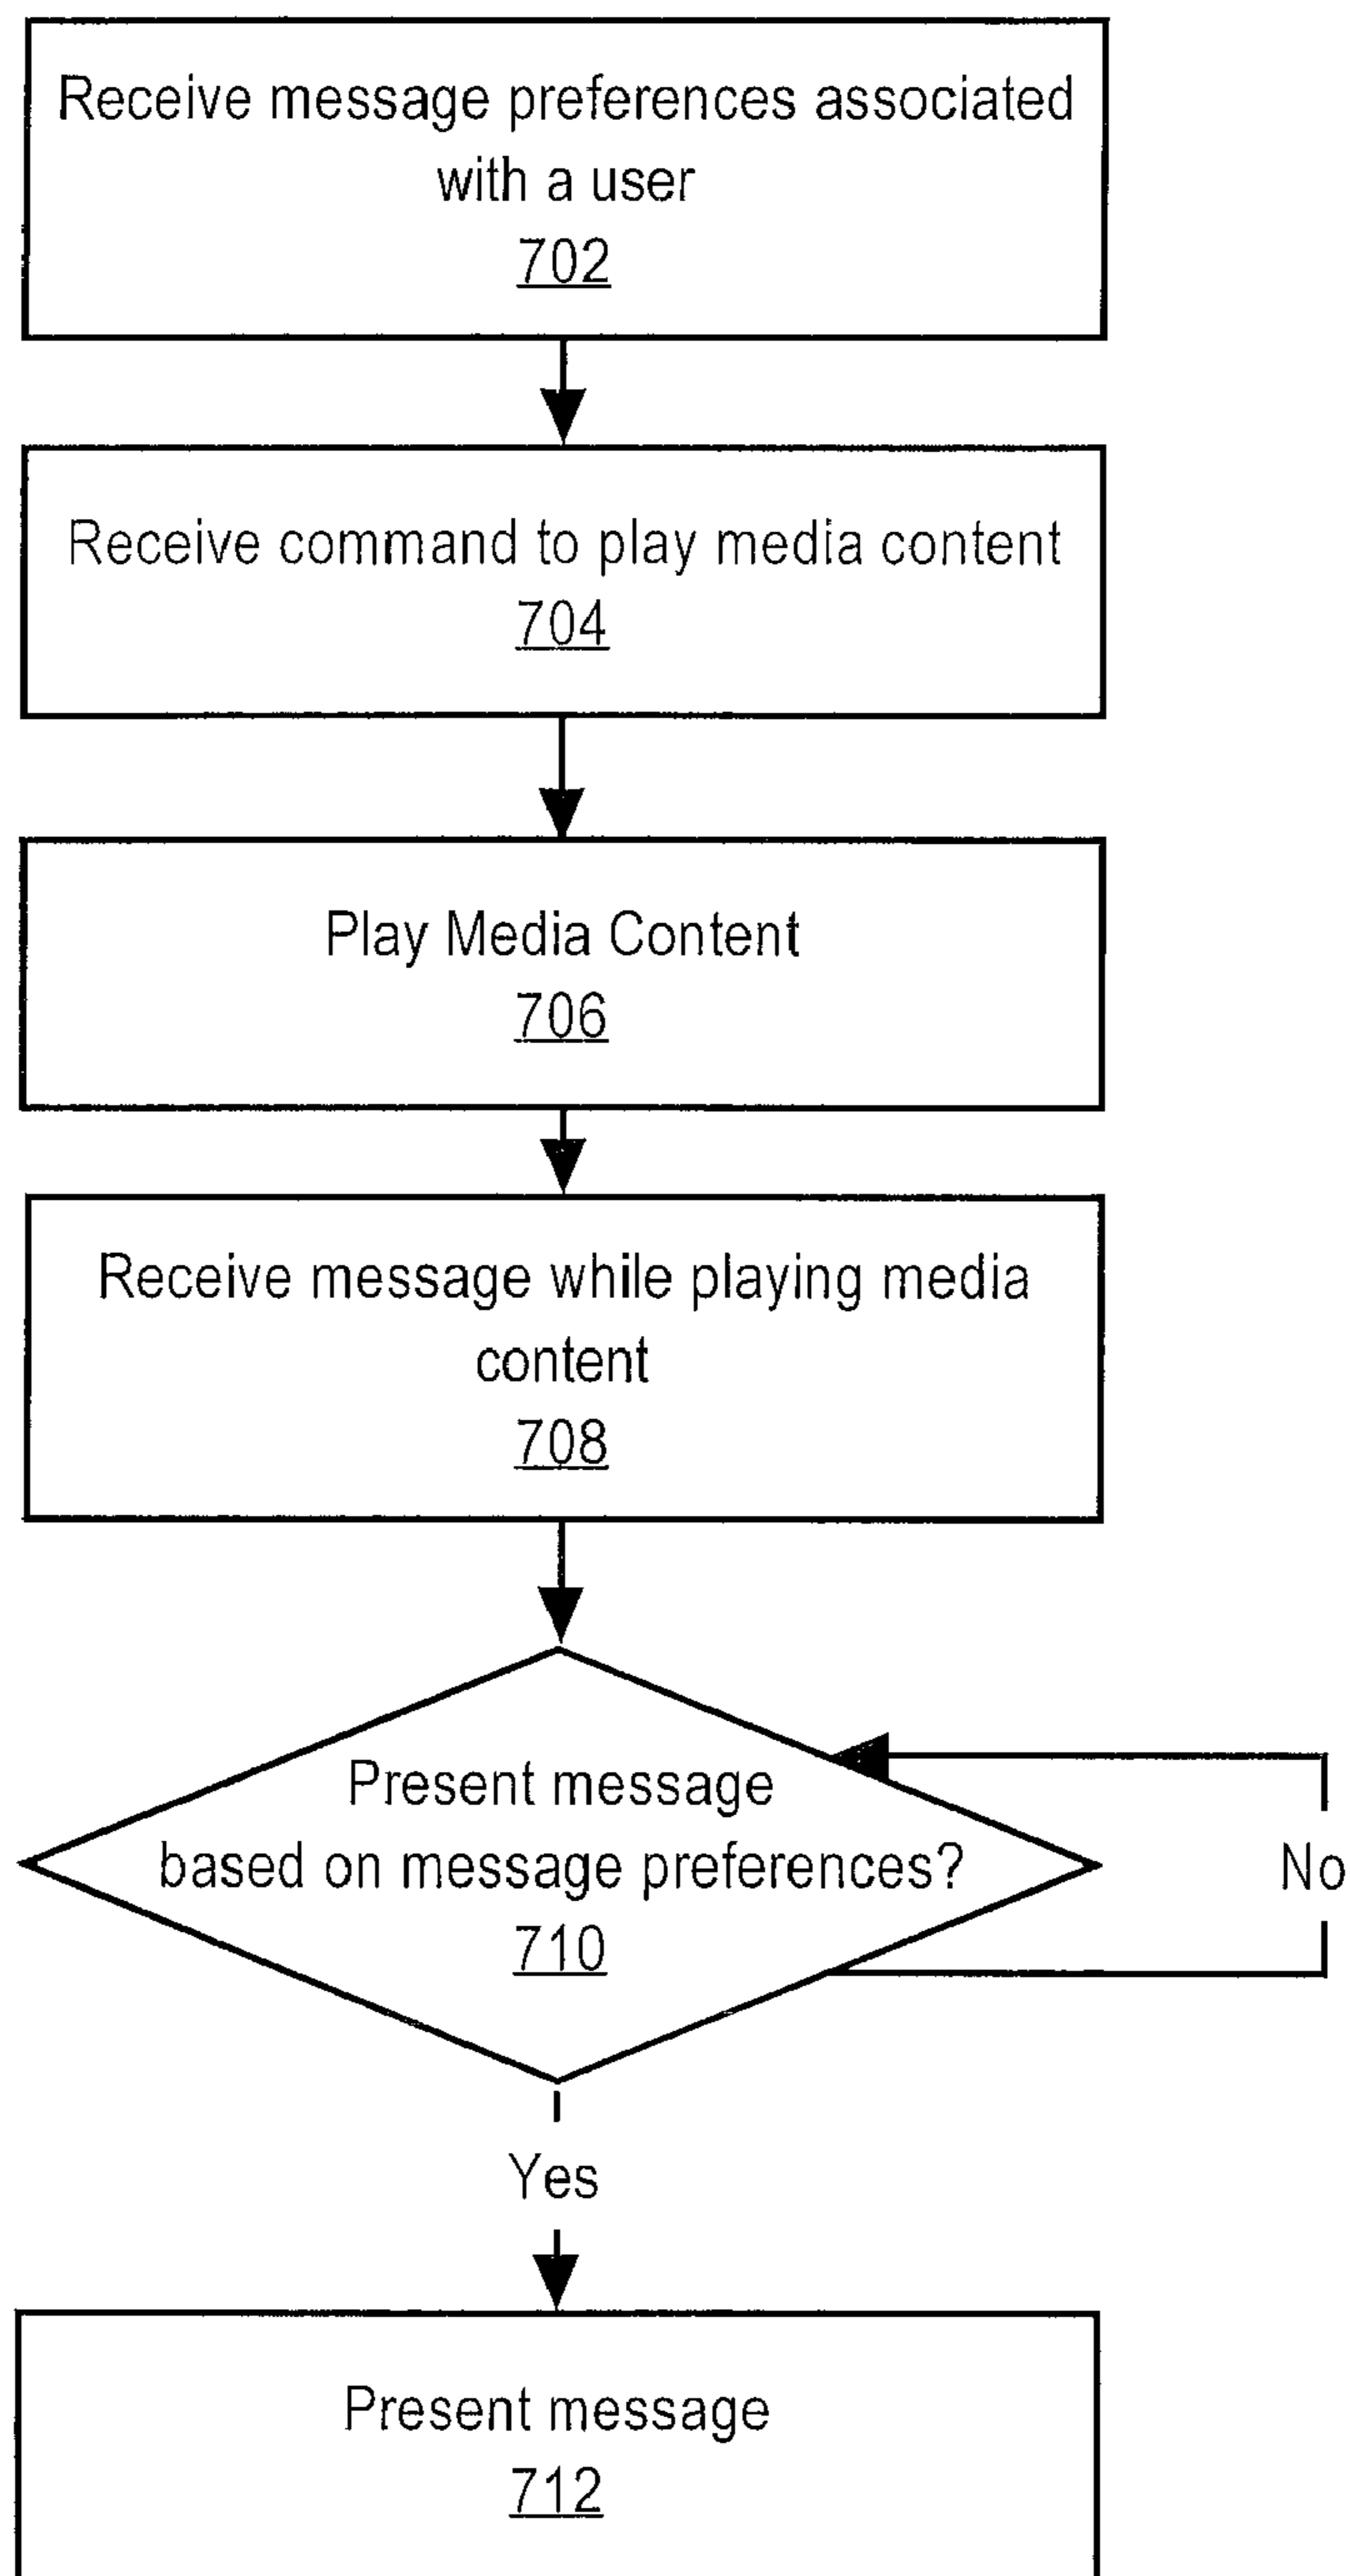 Receive message preferences associated
with a user
702
Receive command to play media content
704
Play Media Content
706
Receive message while playing media
content
708
Present message
based on message preferences?
710
No
Yes
Present message
712